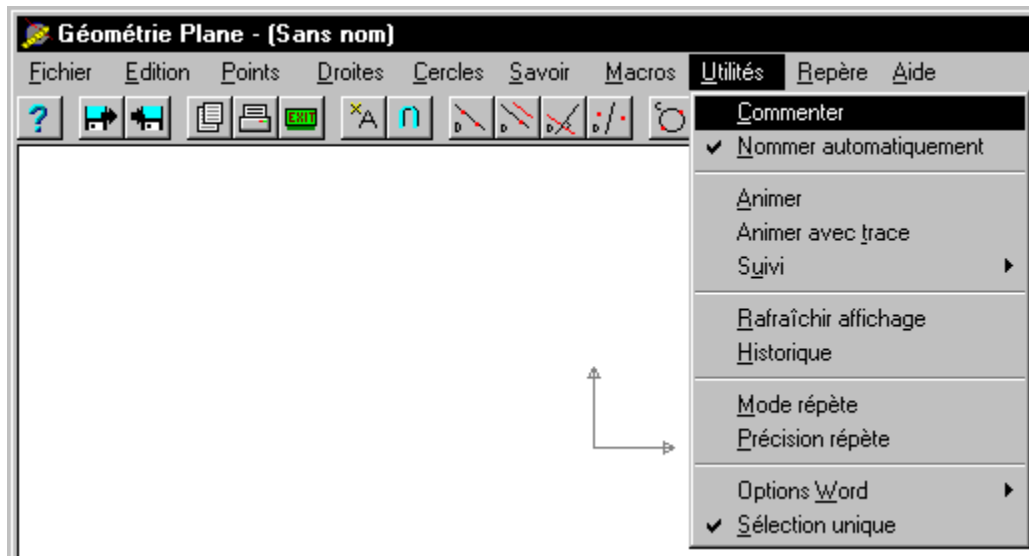 Géométrie Plane - (Sans nom)
Fichier Edition Points Droites Cercles Savoir Macros Utilités Repère Aide
? EXIT A
Commenter
Nommer automatiquement
Animer
Animer avec trace
Suivi
Rafraîchir affichage
Historique
Mode répète
Précision répète
Options Word
Sélection unique